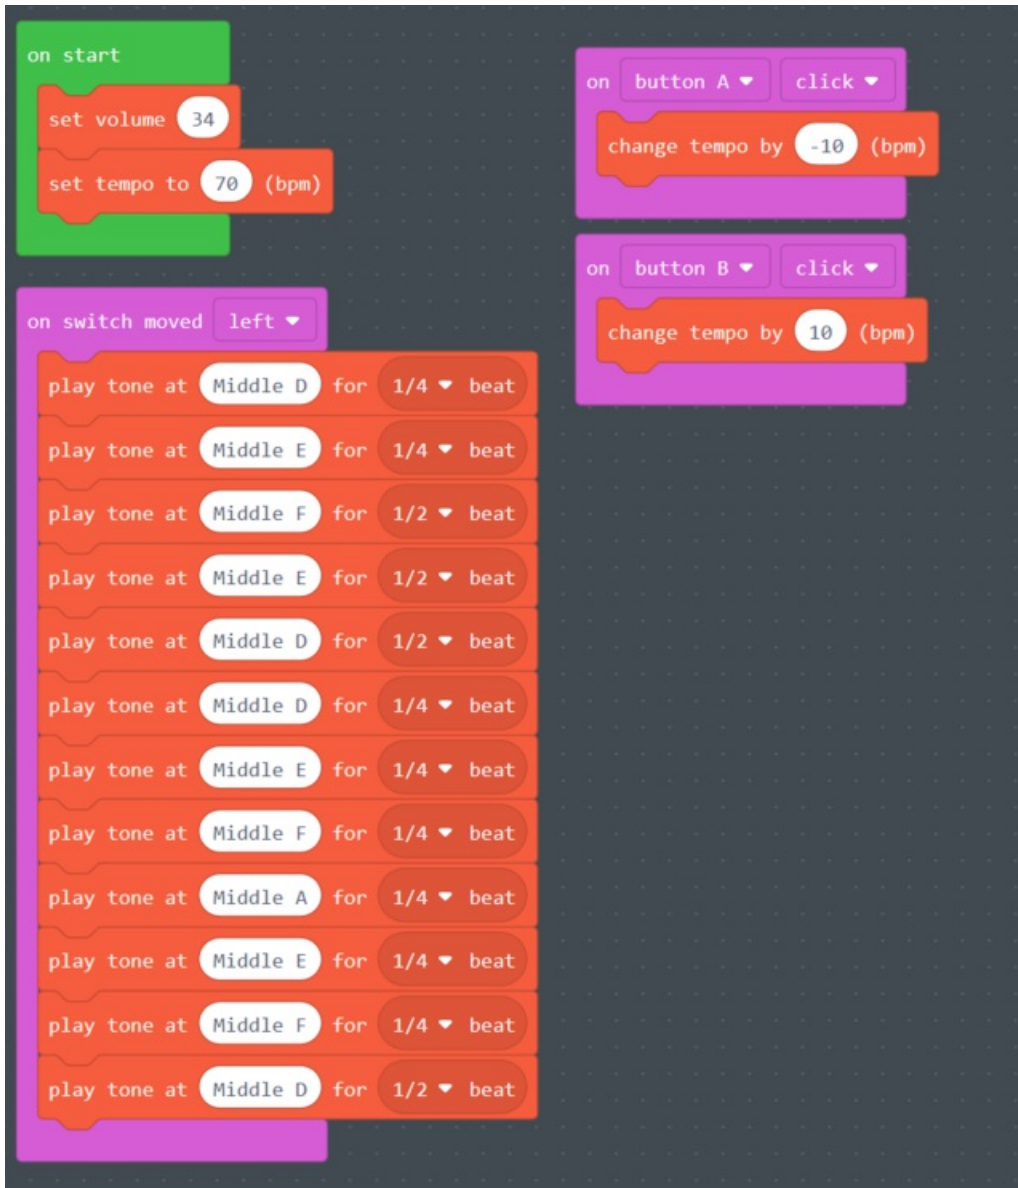 on start
set volume 34
set tempo to 70 (bpm)
on switch moved left
play tone at Middle D for 1/4 beat
play tone at Middle E for 1/4 beat
play tone at Middle F for 1/2 beat
play tone at Middle E for 1/2 beat
play tone at Middle D for 1/2 beat
play tone at Middle D for 1/4 beat
play tone at Middle E for 1/4 beat
play tone at Middle F for 1/4 beat
play tone at Middle A for 1/4 beat
play tone at Middle E for 1/4 beat
play tone at Middle F for 1/4 beat
play tone at Middle D for 1/2 beat
on button A click
change tempo by -10 (bpm)
on button B click
change tempo by 10 (bpm)